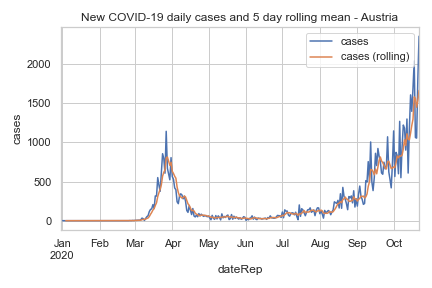 New COVID-19 daily cases and 5 day rolling mean - Austria
cases
cases (rolling)
2000
1500
1000
500
0
cases
Jan Feb Mar Apr May Jun Jul Aug Sep Oct
2020
dateRep